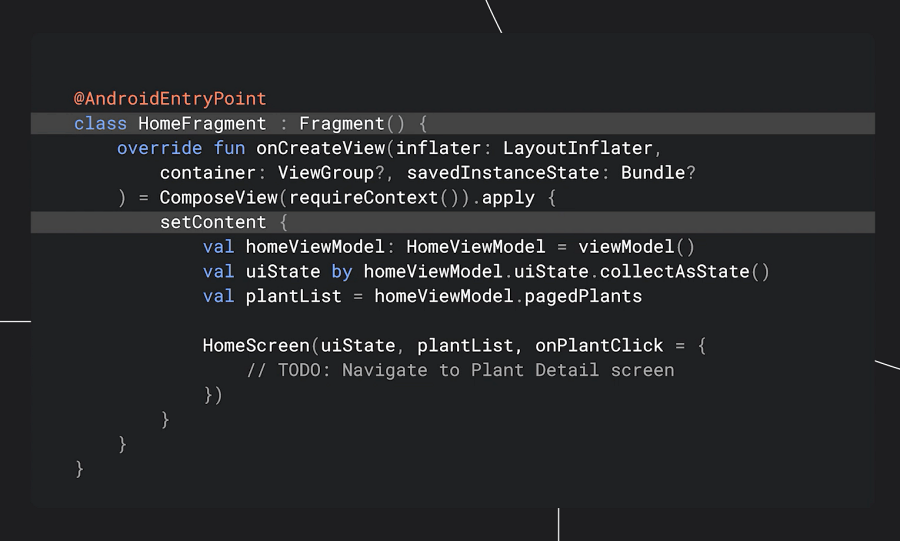 @AndroidEntryPoint
class HomeFragment : Fragment() {
    override fun onCreateView(inflater: LayoutInflater,
        container: ViewGroup?, savedInstanceState: Bundle?
    ) = ComposeView(requireContext()).apply {
        setContent {
            val homeViewModel: HomeViewModel = viewModel()
            val uiState by homeViewModel.uiState.collectAsState()
            val plantList = homeViewModel.pagedPlants

            HomeScreen(uiState, plantList, onPlantClick = {
                // TODO: Navigate to Plant Detail screen
            })
        }
    }
}